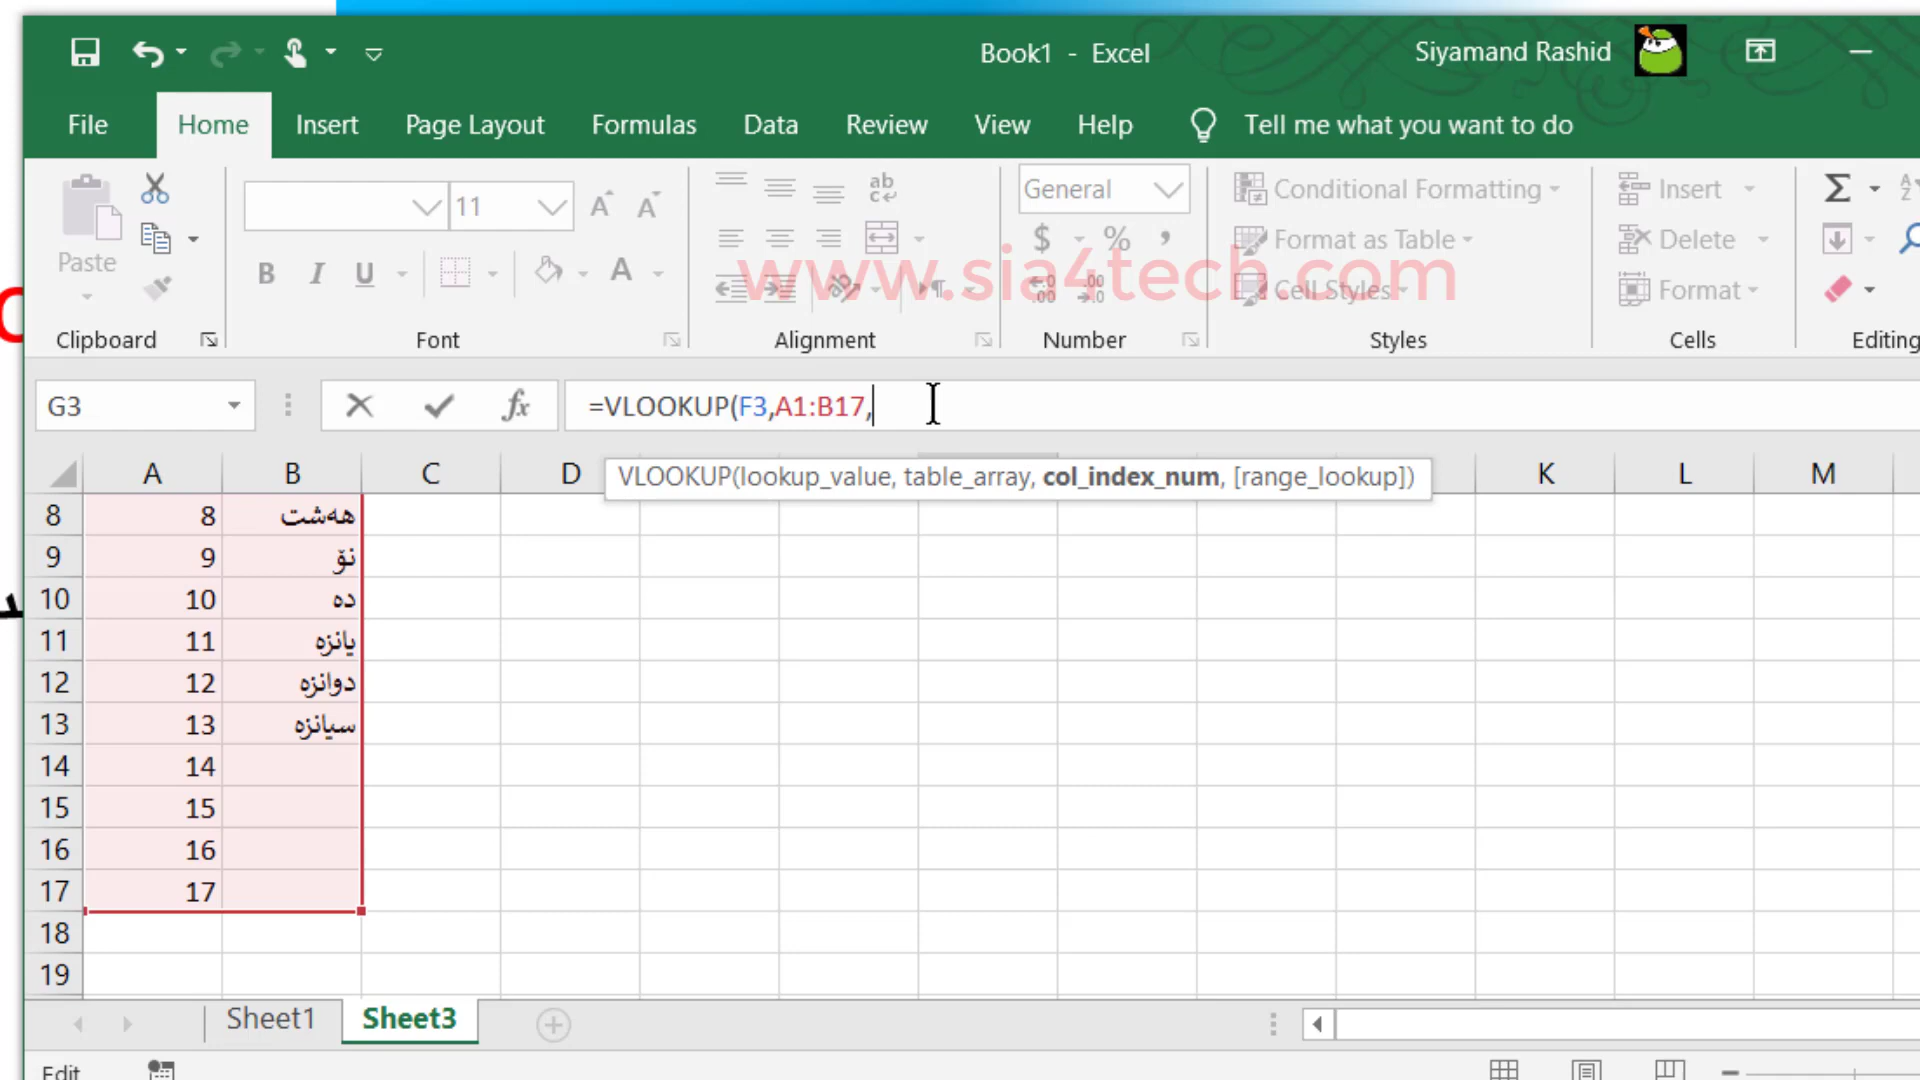 Book1 - Excel
Siyamand Rashid
File Home Insert Page Layout Formulas Data Review View Help Tell me what you want to do
Paste
11
General
Conditional Formatting
Format as Table
Cell Styles
Insert
Delete
Format
www.sia4tech.com
Clipboard Font Alignment Number Styles Cells Editing
G3 =VLOOKUP(F3,A1:B17,
VLOOKUP(lookup_value, table_array, col_index_num, [range_lookup])
A B C D K L M
8 8 هەشت
9 9 نۆ
10 10 دە
11 11 یانزە
12 12 دوانزە
13 13 سیانزە
14 14
15 15
16 16
17 17
18
19
Sheet1 Sheet3
Edit